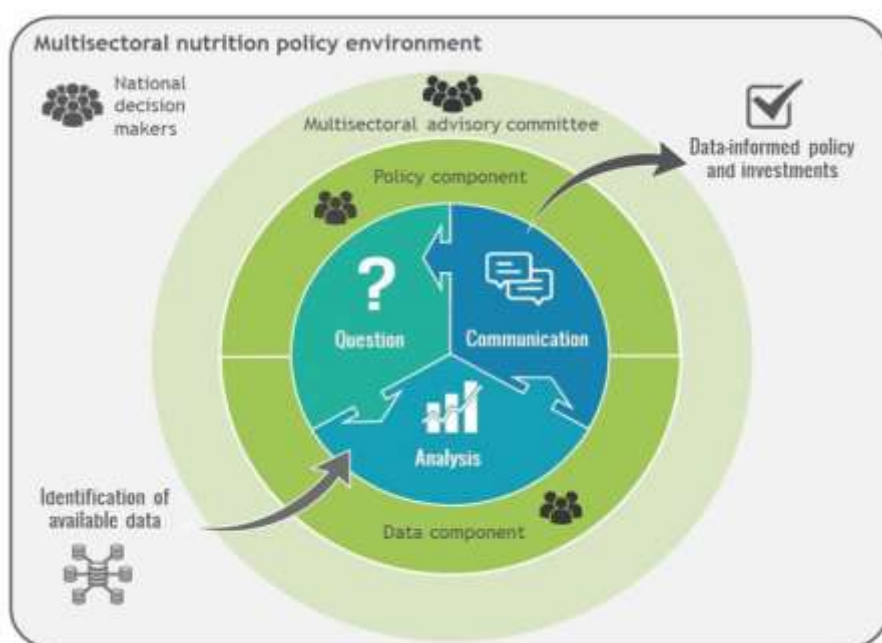 Multisectoral nutrition policy environment
National
decision
makers
Multisectoral advisory committee
Data-informed policy
and investments
Policy component
?
Question
Communication
Analysis
Identification of
available data
Data component